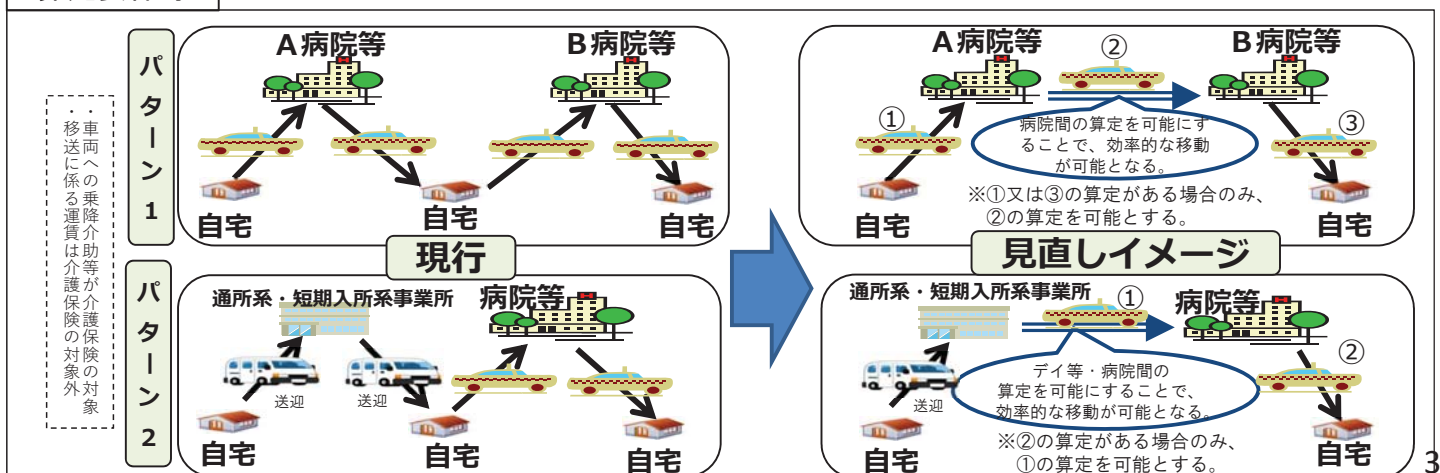 ・車両への乗降介助等が介護保険の対象
・移送に係る運賃は介護保険の対象外
パターン1
A病院等
B病院等
自宅
自宅
自宅
現行
パターン2
通所系・短期入所系事業所
病院等
送迎
送迎
自宅
自宅
自宅
A病院等
②
B病院等
①
病院間の算定を可能にす
ることで、効率的な移動
が可能となる。
③
自宅
※①又は③の算定がある場合のみ、
②の算定を可能とする。
自宅
見直しイメージ
通所系・短期入所系事業所
①
病院等
②
送迎
デイ等・病院間の
算定を可能にすることで、
効率的な移動が可能となる。
自宅
※②の算定がある場合のみ、
①の算定を可能とする。
自宅
3